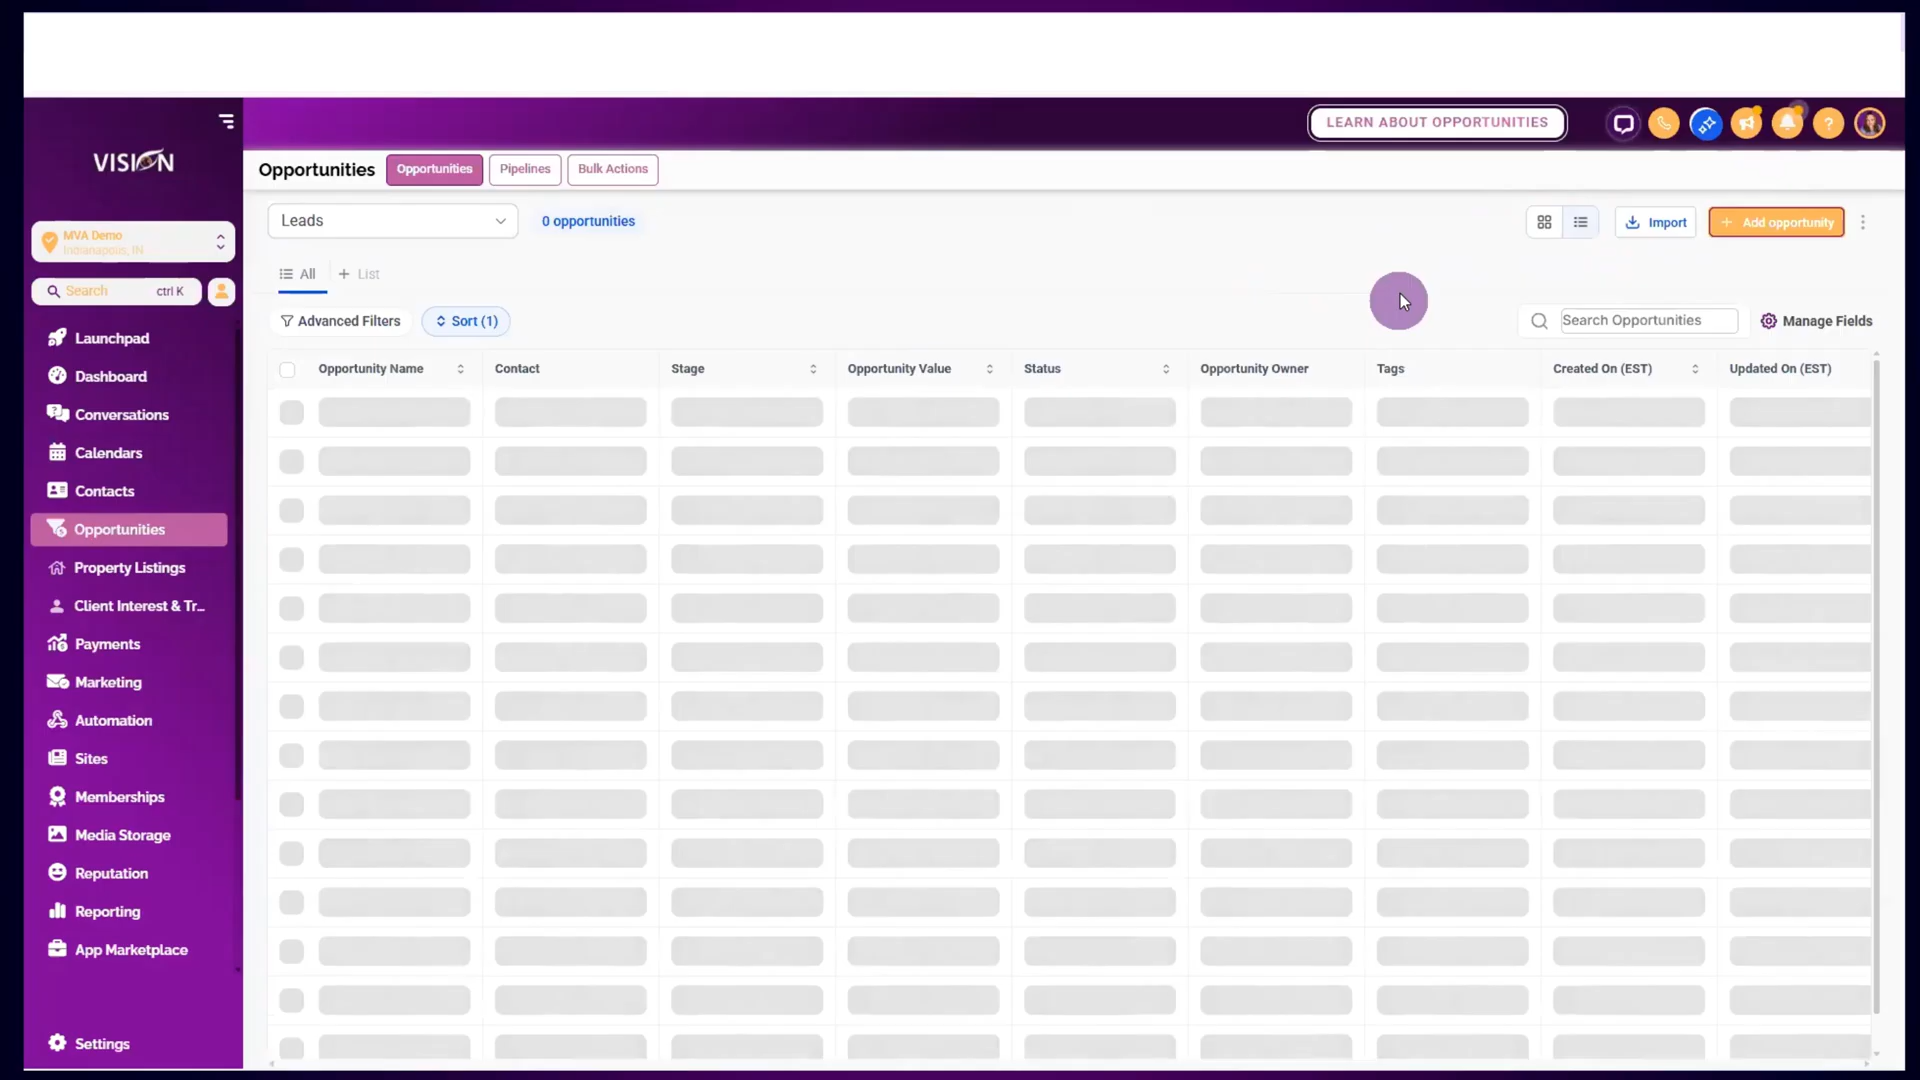 LEARN ABOUT OPPORTUNITIES
?
VISION
Opportunities Opportunities Pipelines Bulk Actions
MVA Demo
Indianapolis, IN
Search ctrl K
Launchpad
Dashboard
Conversations
Calendars
Contacts
Opportunities
Property Listings
Client Interest & Tr...
Payments
Marketing
Automation
Sites
Memberships
Media Storage
Reputation
Reporting
App Marketplace
Settings
Leads 0 opportunities Import + Add opportunity
All + List
Advanced Filters Sort (1) Search Opportunities Manage Fields
Opportunity Name Contact Stage Opportunity Value Status Opportunity Owner Tags Created On (EST) Updated On (EST)